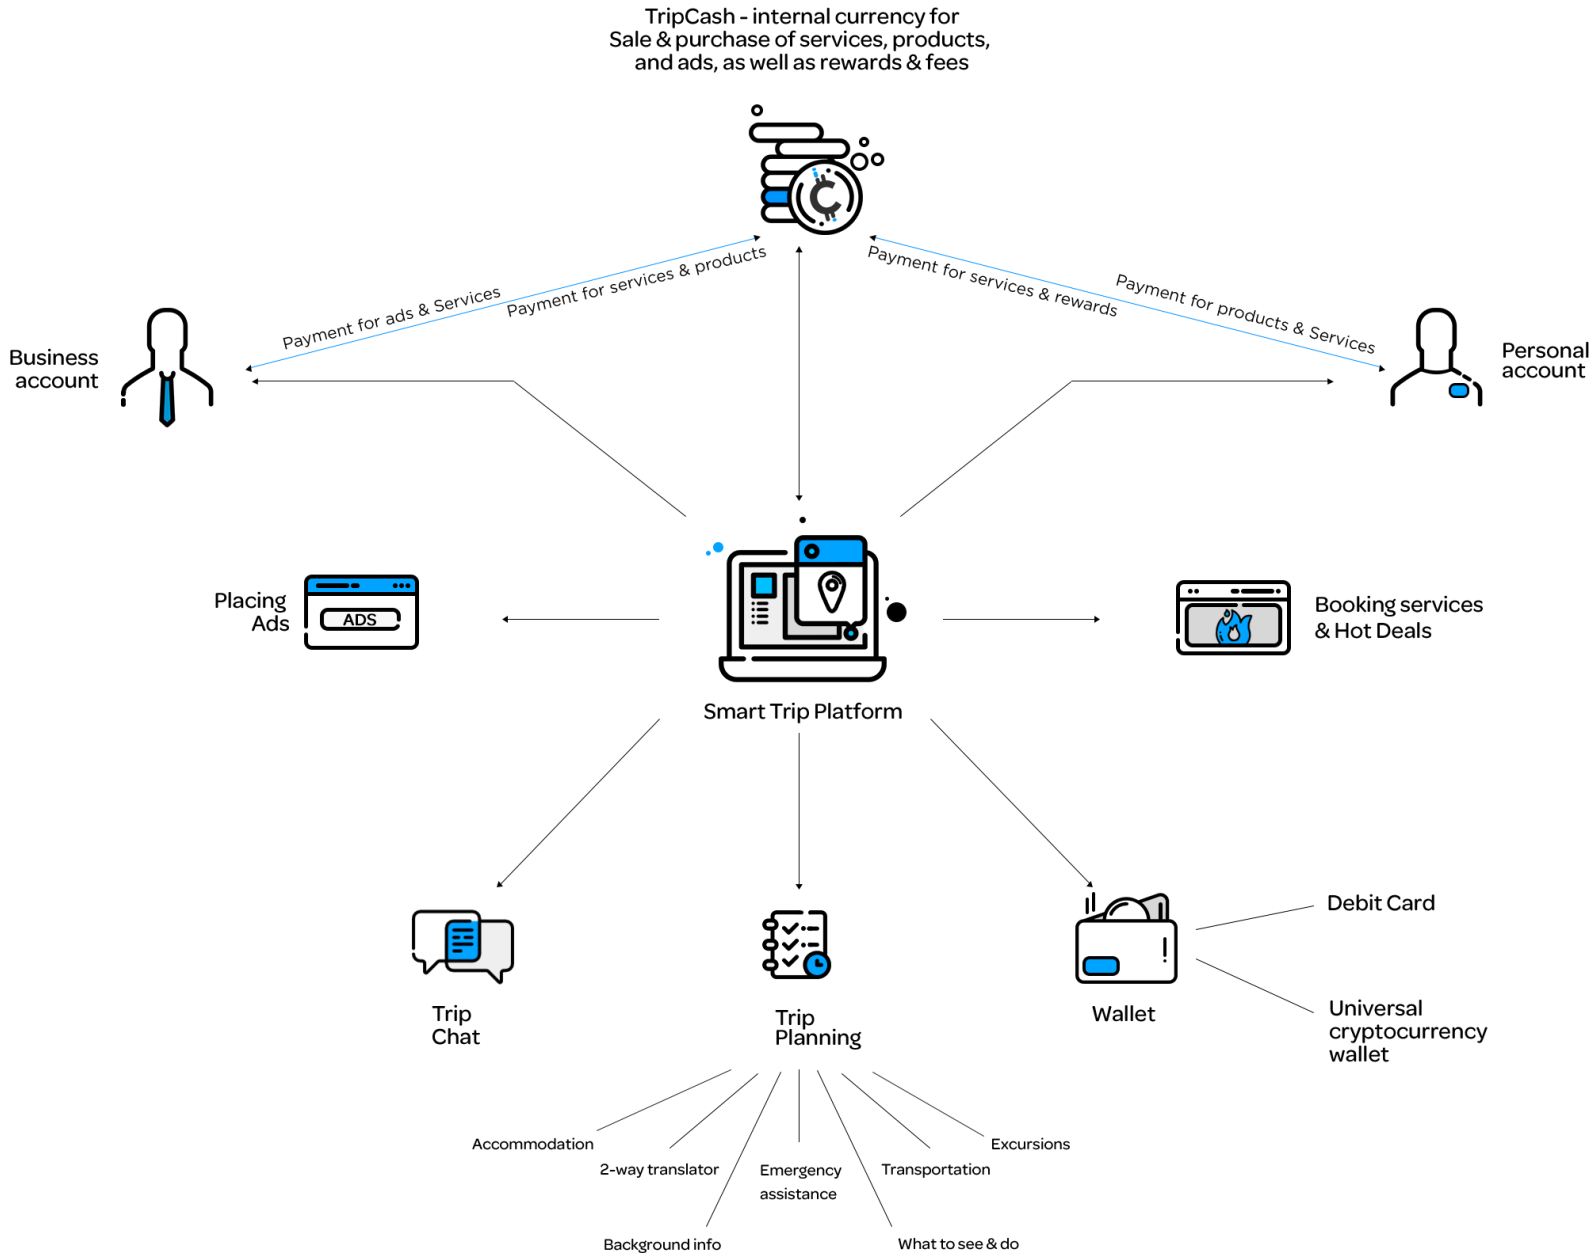 TripCash - internal currency for
Sale & purchase of services, products,
and ads, as well as rewards & fees
Payment for ads & Services
Payment for services & products
Payment for services & rewards
Payment for products & Services
Business
account
Personal
account
Placing
Ads
ADS
Booking services
& Hot Deals
Smart Trip Platform
Trip
Chat
Trip
Planning
Wallet
Debit Card
Universal
cryptocurrency
wallet
Accommodation
2-way translator
Background info
Emergency
assistance
What to see & do
Transportation
Excursions